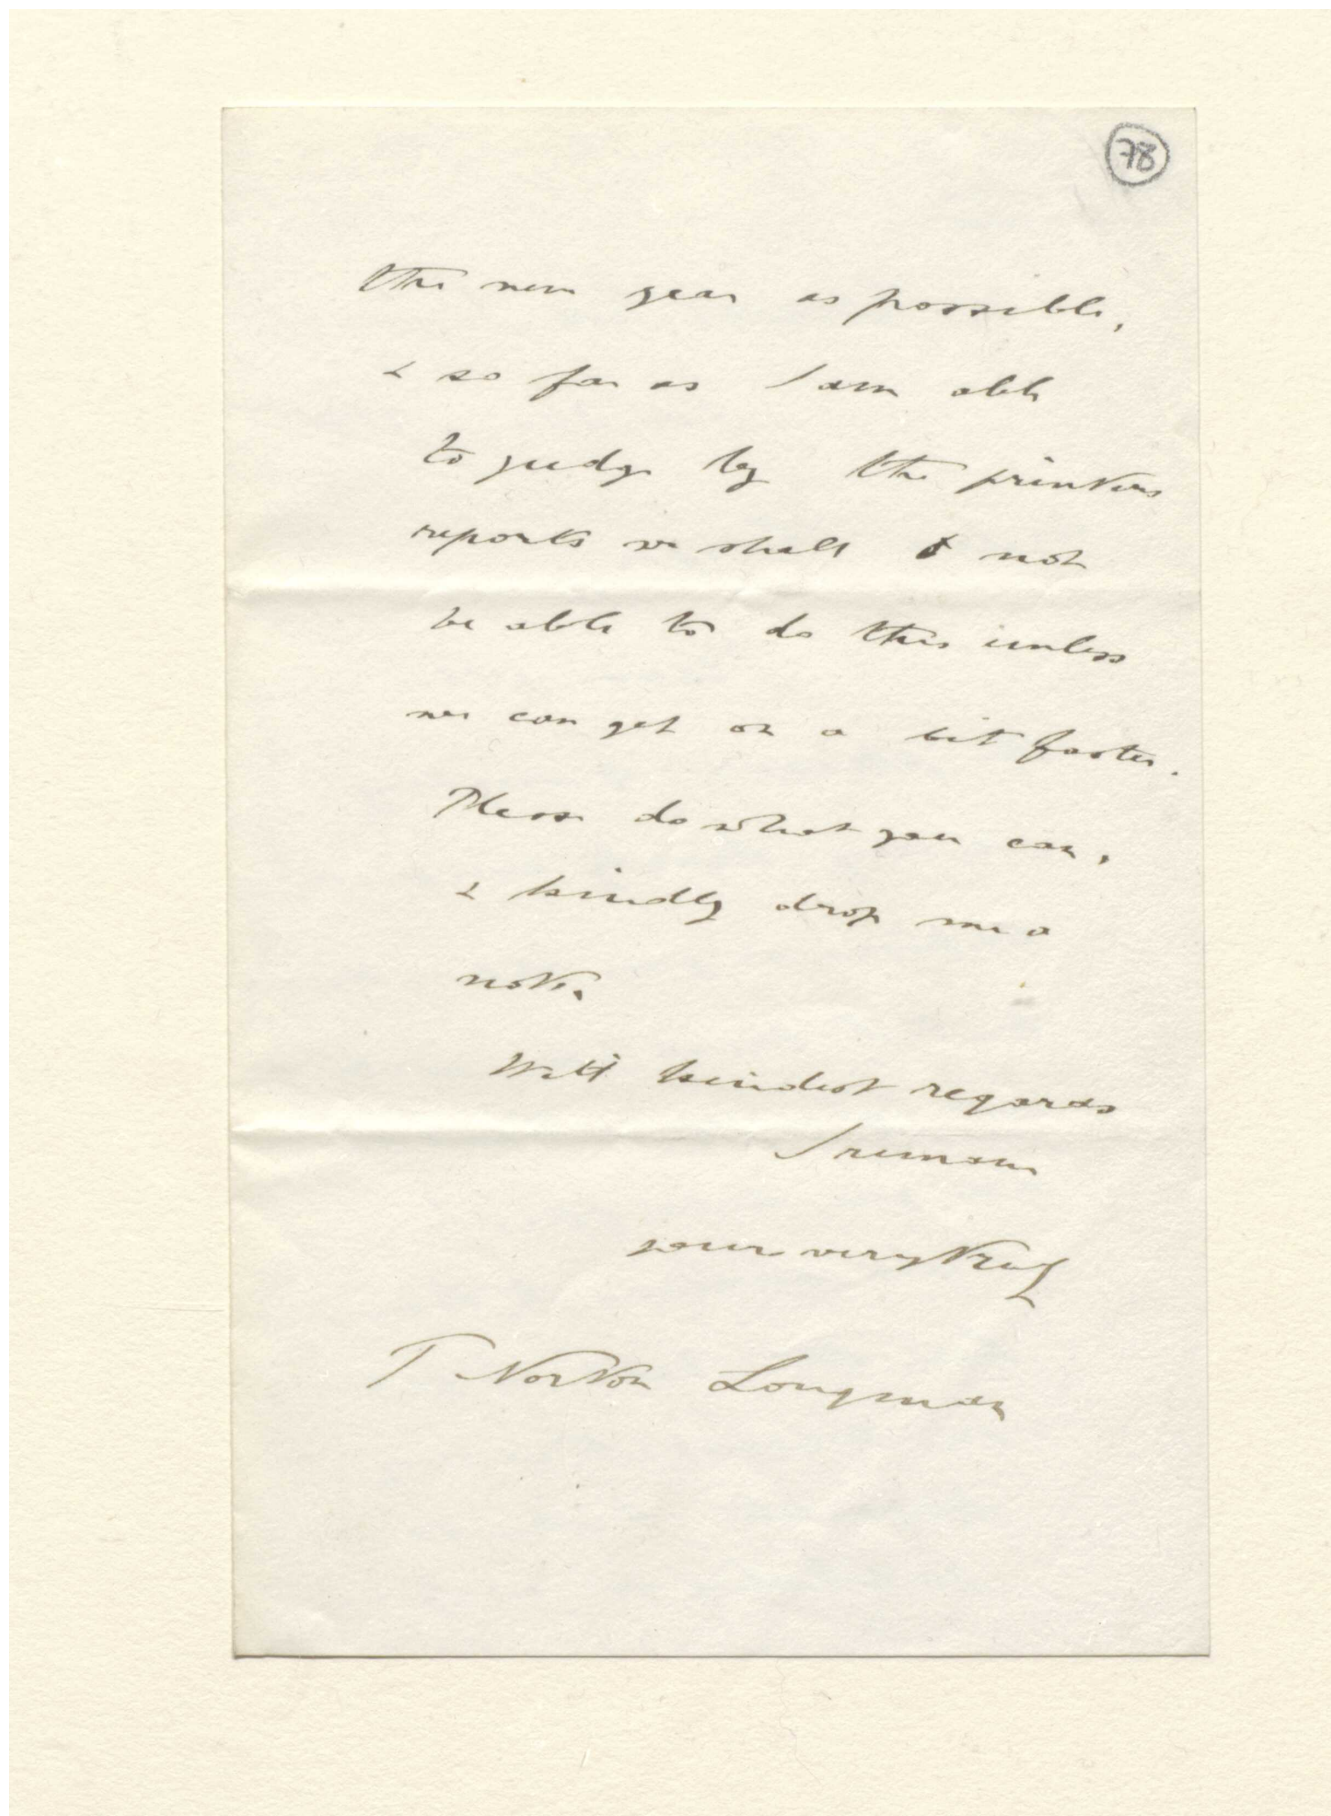 78
the new year as possible,
& so far as I am able
to judge by the printers
reports we shall not
be able to do this unless
we can get on a bit faster.
Please do what you can,
& kindly drop me a
note.
With kindest regards
I remain
yours very truly
T Norton Longman